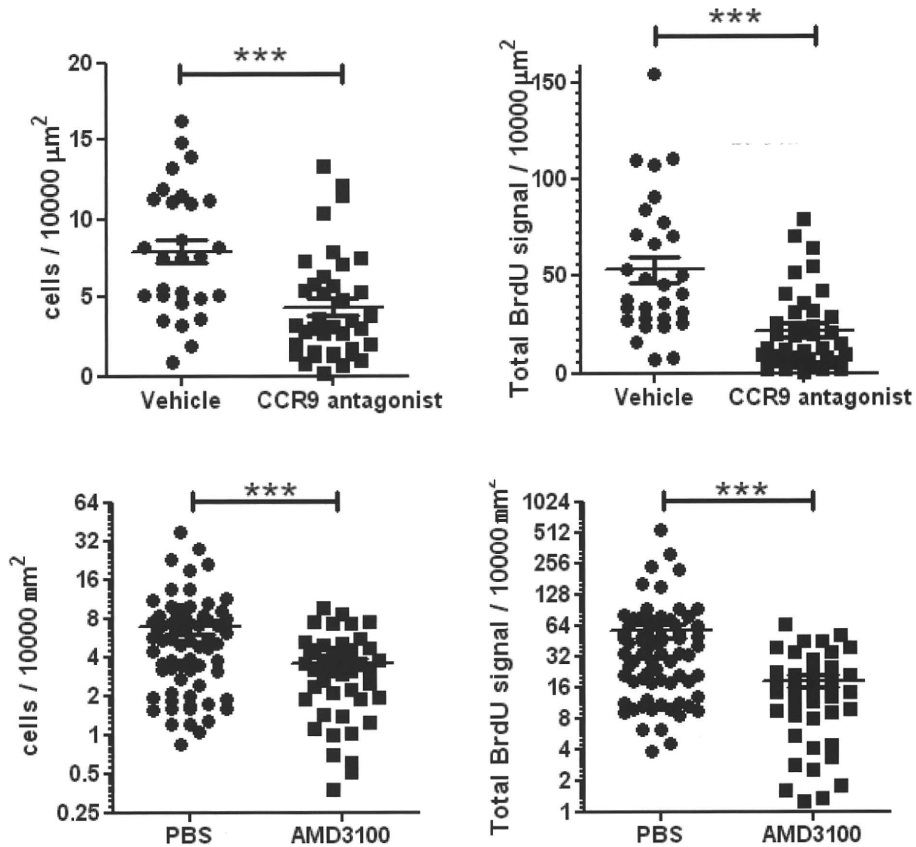 ***
cells / 10000 µm²
20
15
10
5
0
Vehicle
CCR9 antagonist
***
Total BrdU signal / 10000 µm²
150
100
50
0
Vehicle
CCR9 antagonist
***
cells / 10000 mm²
64
32
16
8
4
2
1
0.5
0.25
PBS
AMD3100
***
Total BrdU signal / 10000 mm²
1024
512
256
128
64
32
16
8
4
2
1
PBS
AMD3100